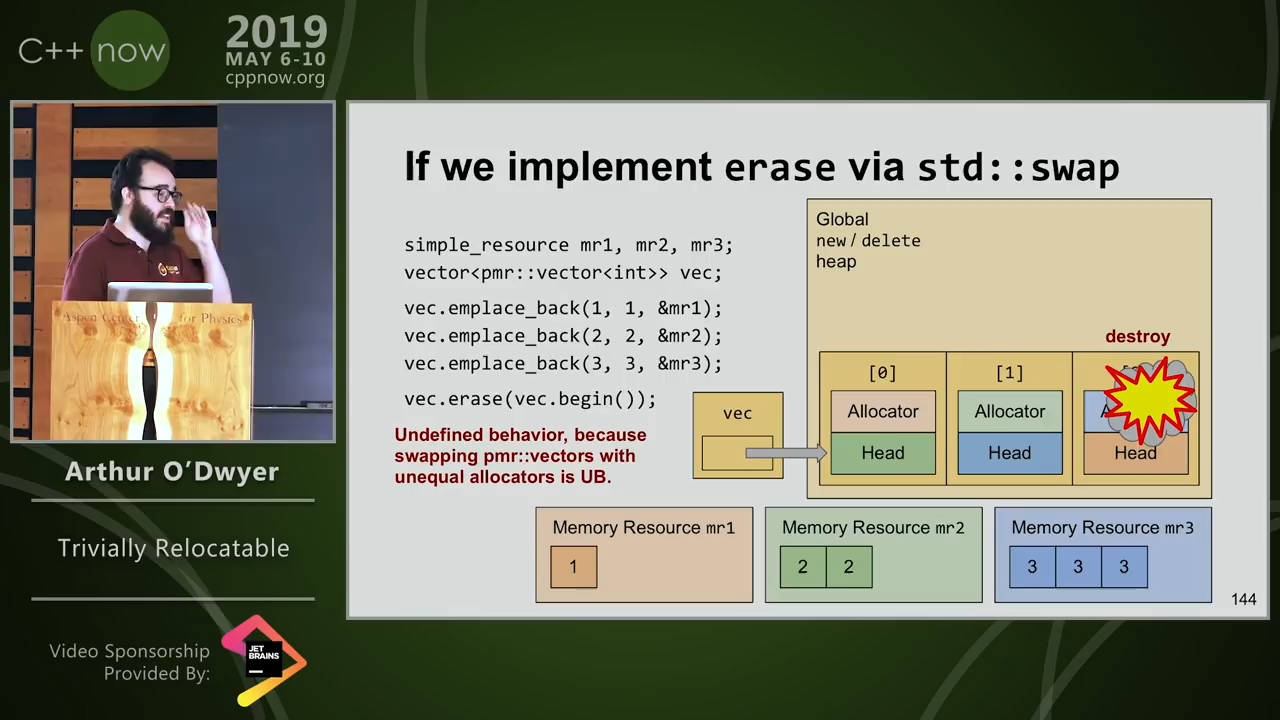 C++ now
2019
MAY 6-10
cppnow.org
Aspen Center for Physics
Arthur O'Dwyer
Trivially Relocatable
Video Sponsorship
Provided By:
JET
BRAINS
If we implement erase via std::swap
simple_resource mr1, mr2, mr3;
vector<pmr::vector<int>> vec;
vec.emplace_back(1, 1, &mr1);
vec.emplace_back(2, 2, &mr2);
vec.emplace_back(3, 3, &mr3);
vec.erase(vec.begin());
Undefined behavior, because
swapping pmr::vectors with
unequal allocators is UB.
vec
Global
new / delete
heap
destroy
[0] [1]
Allocator Allocator
Head Head Head
Memory Resource mr1
1
Memory Resource mr2
2 2
Memory Resource mr3
3 3 3
144